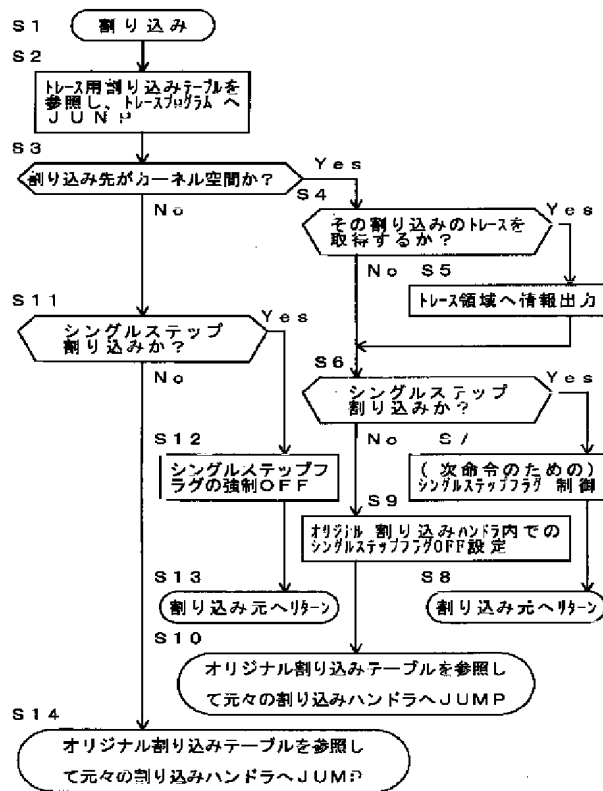 S1
割り込み
S2
トレース用割り込みテーブルを
参照し、トレースプログラムへ
JUNP
S3
割り込み先がカーネル空間か?
Yes
No
S4
その割り込みのトレースを
取得するか?
Yes
No
S5
トレース領域へ情報出力
S11
シングルステップ
割り込みか?
Yes
No
S6
シングルステップ
割り込みか?
Yes
No
S7
(次命令のための)
シングルステップフラグ 制御
S12
シングルステップフ
ラグの強制OFF
S9
オリジナル 割り込みハンドラ内での
シングルステップフラグOFF設定
S13
割り込み元へリターン
S8
割り込み元へリターン
S10
オリジナル割り込みテーブルを参照し
て元々の割り込みハンドラへJUMP
S14
オリジナル割り込みテーブルを参照し
て元々の割り込みハンドラへJUMP